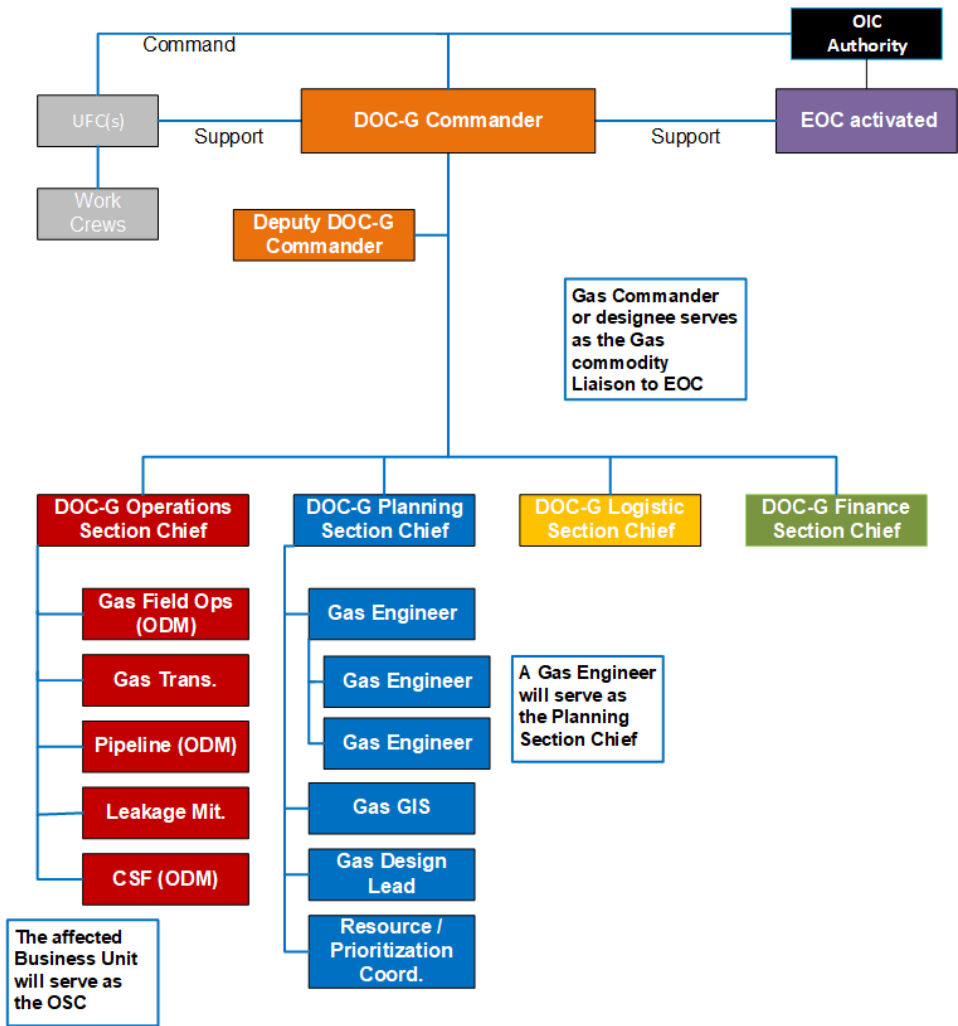 OIC
Authority
Command
UFC(s)
Support
DOC-G Commander
Support
EOC activated
Work
Crews
Deputy DOC-G
Commander
Gas Commander
or designee serves
as the Gas
commodity
Liaison to EOC
DOC-G Operations
Section Chief
DOC-G Planning
Section Chief
DOC-G Logistic
Section Chief
DOC-G Finance
Section Chief
Gas Field Ops
(ODM)
Gas Trans.
Pipeline (ODM)
Leakage Mit.
CSF (ODM)
The affected
Business Unit
will serve as
the OSC
Gas Engineer
Gas Engineer
Gas Engineer
A Gas Engineer
will serve as
the Planning
Section Chief
Gas GIS
Gas Design
Lead
Resource /
Prioritization
Coord.